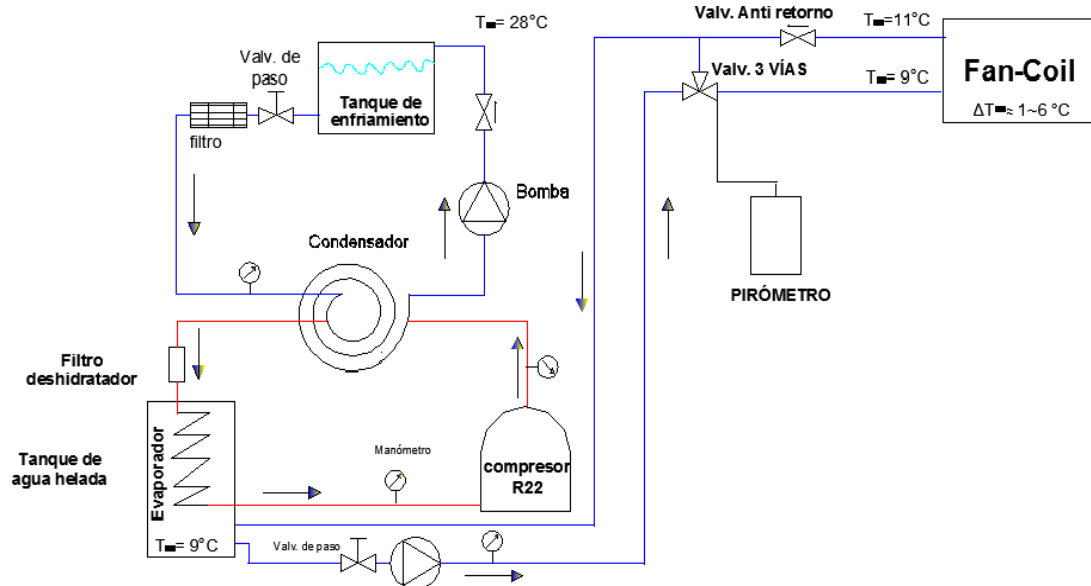 T = 28°C
Valv. Anti retorno
T =11°C
Valv. de
paso
Valv. 3 VÍAS
Fan-Coil
T = 9°C
ΔT ≈ 1~6 °C
Tanque de
enfriamiento
filtro
Bomba
Condensador
PIRÓMETRO
Filtro
deshidratador
Manómetro
Tanque de
agua helada
Evaporador
compresor
R22
T = 9°C
Valv. de paso